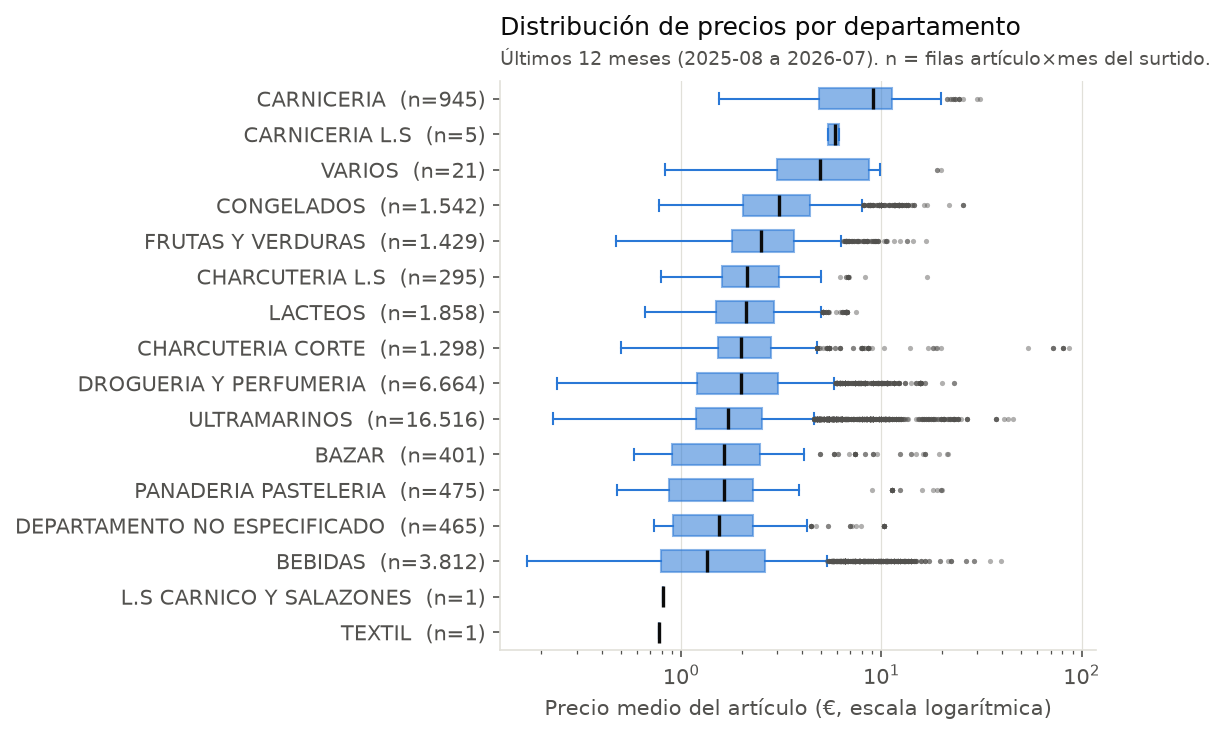 Distribución de precios por departamento
Últimos 12 meses (2025-08 a 2026-07). n = filas artículo×mes del surtido.
CARNICERIA (n=945)
CARNICERIA L.S (n=5)
VARIOS (n=21)
CONGELADOS (n=1.542)
FRUTAS Y VERDURAS (n=1.429)
CHARCUTERIA L.S (n=295)
LACTEOS (n=1.858)
CHARCUTERIA CORTE (n=1.298)
DROGUERIA Y PERFUMERIA (n=6.664)
ULTRAMARINOS (n=16.516)
BAZAR (n=401)
PANADERIA PASTELERIA (n=475)
DEPARTAMENTO NO ESPECIFICADO (n=465)
BEBIDAS (n=3.812)
L.S CARNICO Y SALAZONES (n=1)
TEXTIL (n=1)
10⁰ 10¹ 10²
Precio medio del artículo (€, escala logarítmica)